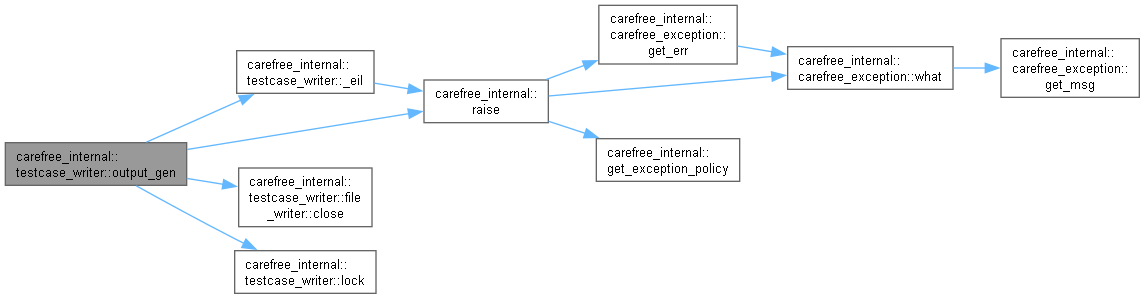 carefree_internal::
testcase_writer::output_gen
carefree_internal::
testcase_writer::_eil
carefree_internal::
raise
carefree_internal::
carefree_exception::
get_err
carefree_internal::
carefree_exception::what
carefree_internal::
carefree_exception::
get_msg
carefree_internal::
get_exception_policy
carefree_internal::
testcase_writer::file
_writer::close
carefree_internal::
testcase_writer::lock